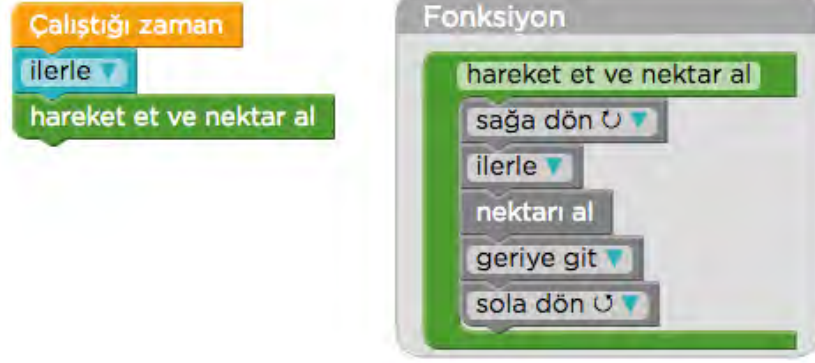 Çalıştığı zaman
ilerle
hareket et ve nektar al
Fonksiyon
hareket et ve nektar al
sağa dön ↻
ilerle
nektarı al
geriye git
sola dön ↺